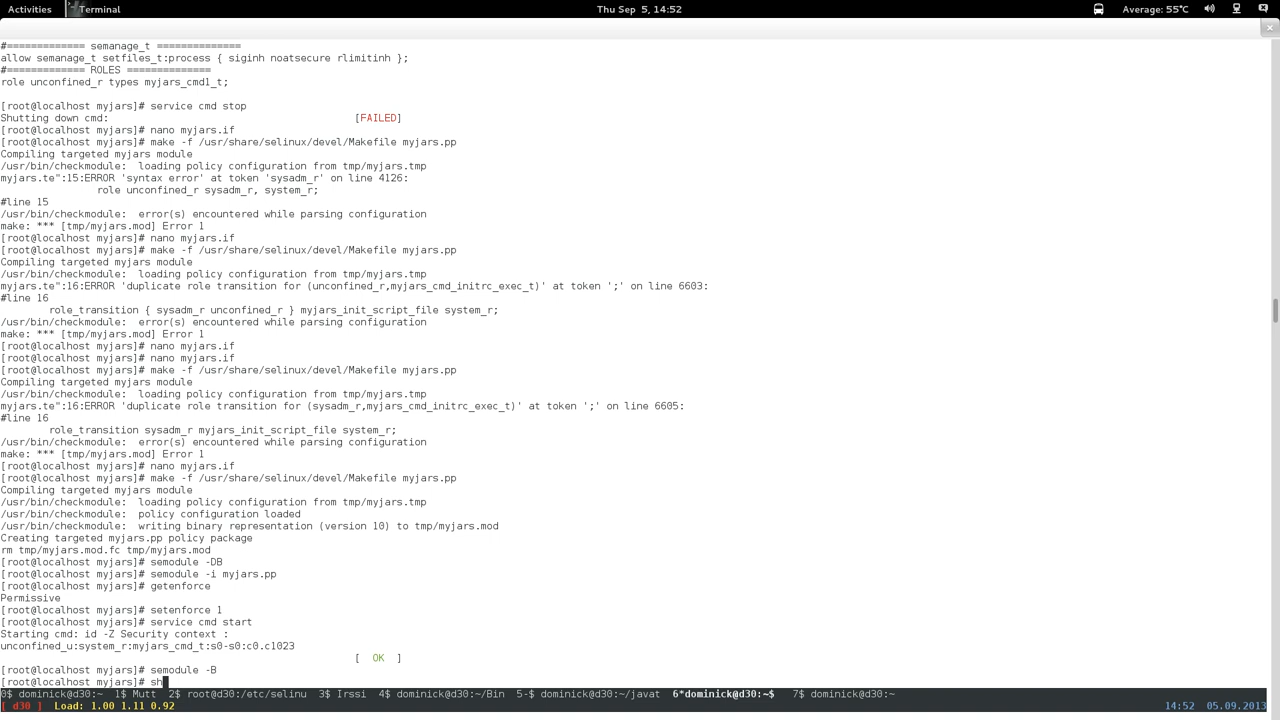 Activities Terminal Thu Sep 5, 14:52 Average: 55°C
#============= semanage_t ==============
allow semanage_t setfiles_t:process { siginh noatsecure rlimitinh };
#============= ROLES ==============
role unconfined_r types myjars_cmd1_t;
[root@localhost myjars]# service cmd stop
Shutting down cmd: [FAILED]
[root@localhost myjars]# nano myjars.if
[root@localhost myjars]# make -f /usr/share/selinux/devel/Makefile myjars.pp
Compiling targeted myjars module
/usr/bin/checkmodule:  loading policy configuration from tmp/myjars.tmp
myjars.te":15:ERROR 'syntax error' at token 'sysadm_r' on line 4126:
role unconfined_r sysadm_r, system_r;
#line 15
/usr/bin/checkmodule:  error(s) encountered while parsing configuration
make: *** [tmp/myjars.mod] Error 1
[root@localhost myjars]# nano myjars.if
[root@localhost myjars]# make -f /usr/share/selinux/devel/Makefile myjars.pp
Compiling targeted myjars module
/usr/bin/checkmodule:  loading policy configuration from tmp/myjars.tmp
myjars.te":16:ERROR 'duplicate role transition for (unconfined_r,myjars_cmd_initrc_exec_t)' at token ';' on line 6603:
#line 16
role_transition { sysadm_r unconfined_r } myjars_init_script_file system_r;
/usr/bin/checkmodule:  error(s) encountered while parsing configuration
make: *** [tmp/myjars.mod] Error 1
[root@localhost myjars]# nano myjars.if
[root@localhost myjars]# nano myjars.if
[root@localhost myjars]# make -f /usr/share/selinux/devel/Makefile myjars.pp
Compiling targeted myjars module
/usr/bin/checkmodule:  loading policy configuration from tmp/myjars.tmp
myjars.te":16:ERROR 'duplicate role transition for (sysadm_r,myjars_cmd_initrc_exec_t)' at token ';' on line 6605:
#line 16
role_transition sysadm_r myjars_init_script_file system_r;
/usr/bin/checkmodule:  error(s) encountered while parsing configuration
make: *** [tmp/myjars.mod] Error 1
[root@localhost myjars]# nano myjars.if
[root@localhost myjars]# make -f /usr/share/selinux/devel/Makefile myjars.pp
Compiling targeted myjars module
/usr/bin/checkmodule:  loading policy configuration from tmp/myjars.tmp
/usr/bin/checkmodule:  policy configuration loaded
/usr/bin/checkmodule:  writing binary representation (version 10) to tmp/myjars.mod
Creating targeted myjars.pp policy package
rm tmp/myjars.mod.fc tmp/myjars.mod
[root@localhost myjars]# semodule -DB
[root@localhost myjars]# semodule -i myjars.pp
[root@localhost myjars]# getenforce
Permissive
[root@localhost myjars]# setenforce 1
[root@localhost myjars]# service cmd start
Starting cmd: id -Z Security context :
unconfined_u:system_r:myjars_cmd_t:s0-s0:c0.c1023
[  OK  ]
[root@localhost myjars]# semodule -B
[root@localhost myjars]# sh
0$ dominick@d30:~  1$ Mutt  2$ root@d30:/etc/selinu  3$ Irssi  4$ dominick@d30:~/Bin  5-$ dominick@d30:~/javat  6*dominick@d30:~$  7$ dominick@d30:~
[ d30 ] Load: 1.00 1.11 0.92 14:52 05.09.2013